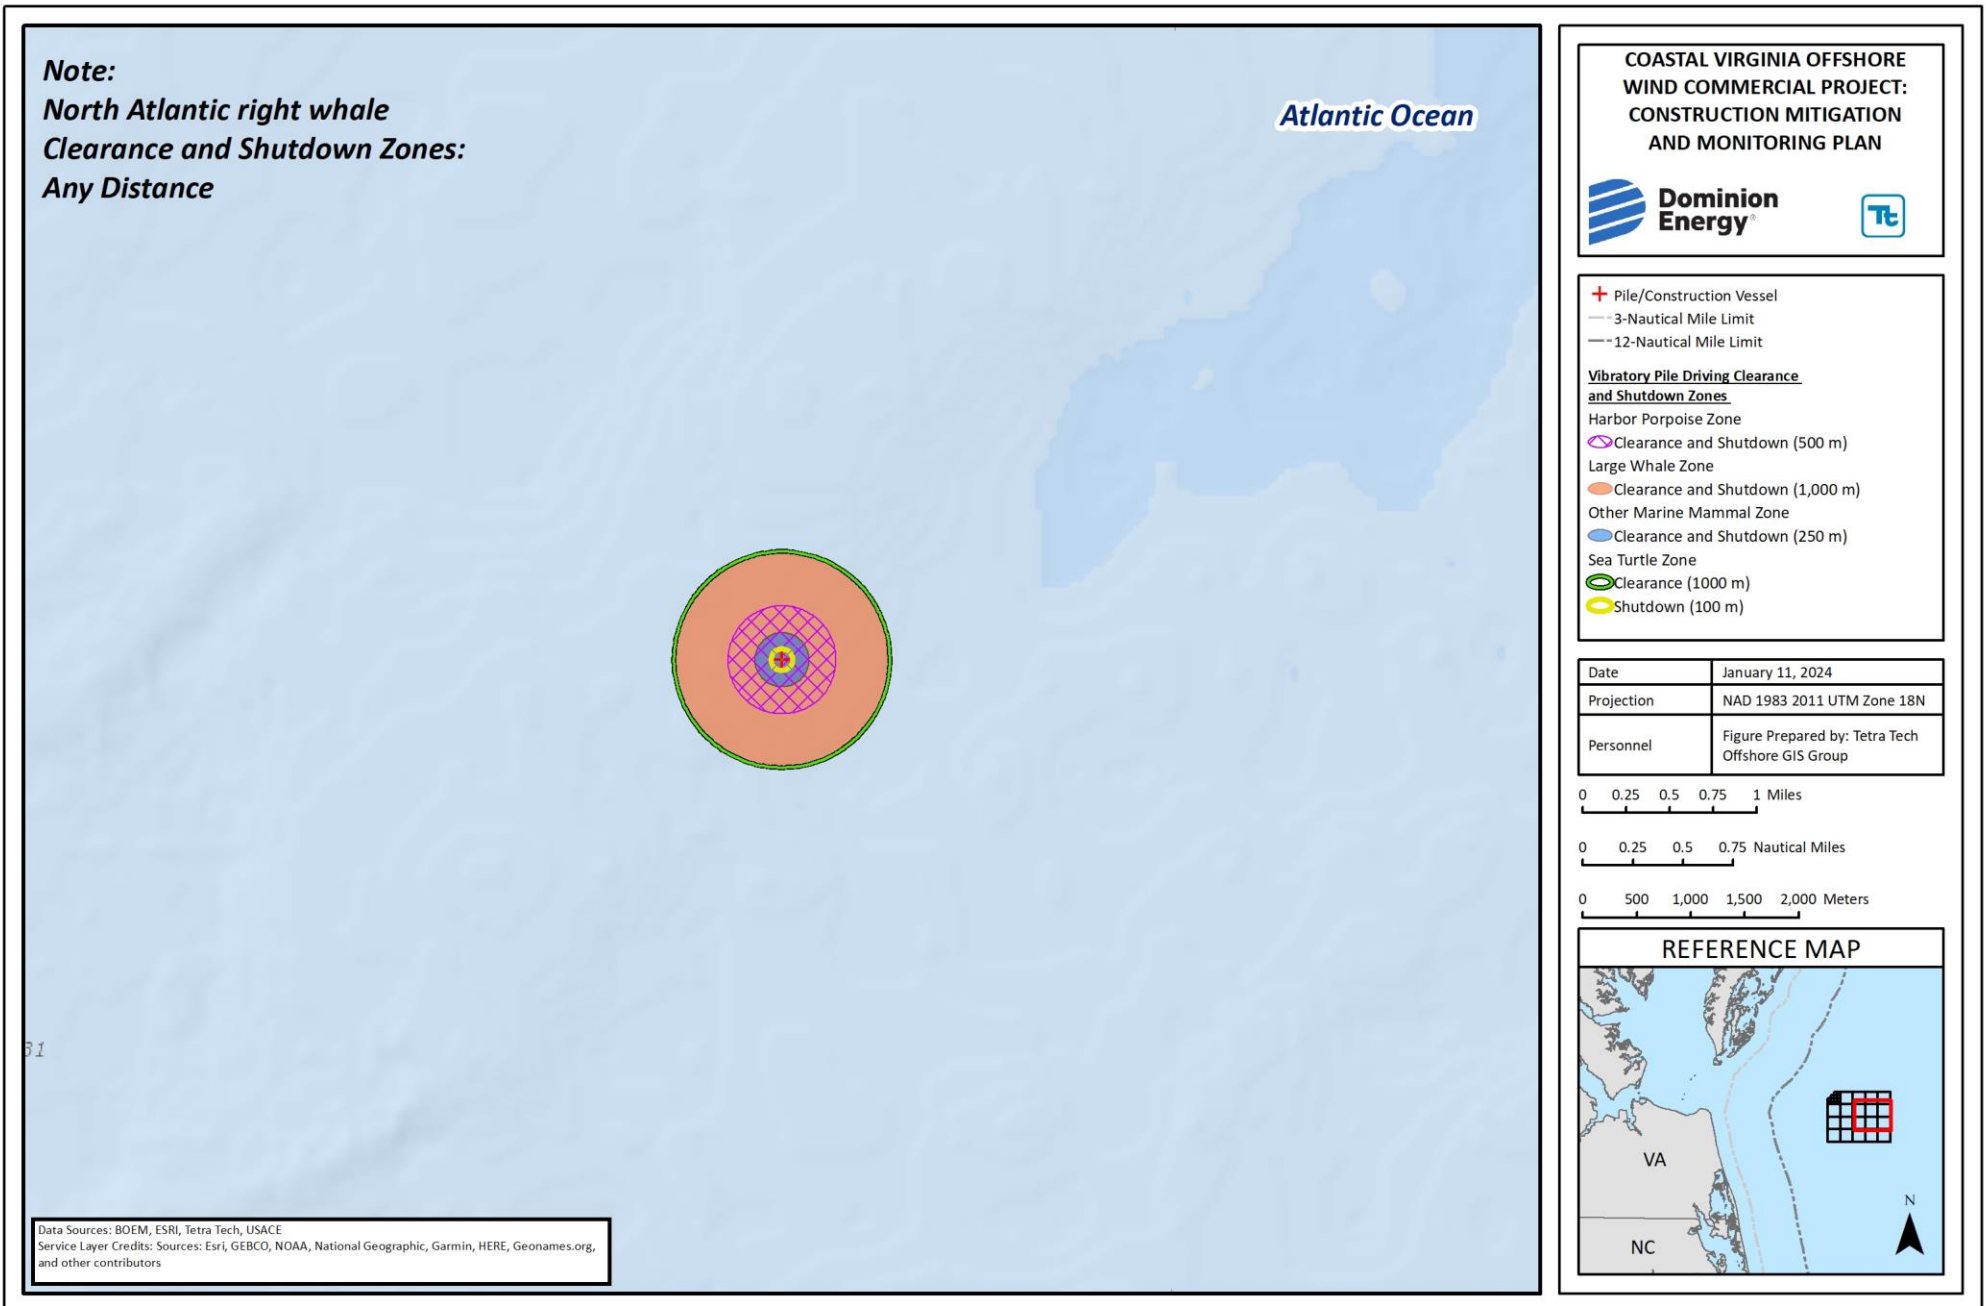 Note:
North Atlantic right whale
Clearance and Shutdown Zones:
Any Distance
Atlantic Ocean
31
Data Sources: BOEM, ESRI, Tetra Tech, USACE
Service Layer Credits: Sources: Esri, GEBCO, NOAA, National Geographic, Garmin, HERE, Geonames.org,
and other contributors
COASTAL VIRGINIA OFFSHORE
WIND COMMERCIAL PROJECT:
CONSTRUCTION MITIGATION
AND MONITORING PLAN
Dominion
Energy®
Tt
Pile/Construction Vessel
3-Nautical Mile Limit
12-Nautical Mile Limit
Vibratory Pile Driving Clearance
and Shutdown Zones
Harbor Porpoise Zone
Clearance and Shutdown (500 m)
Large Whale Zone
Clearance and Shutdown (1,000 m)
Other Marine Mammal Zone
Clearance and Shutdown (250 m)
Sea Turtle Zone
Clearance (1000 m)
Shutdown (100 m)
Date January 11, 2024
Projection NAD 1983 2011 UTM Zone 18N
Personnel Figure Prepared by: Tetra Tech
Offshore GIS Group
0 0.25 0.5 0.75 1 Miles
0 0.25 0.5 0.75 Nautical Miles
0 500 1,000 1,500 2,000 Meters
REFERENCE MAP
VA
NC
N